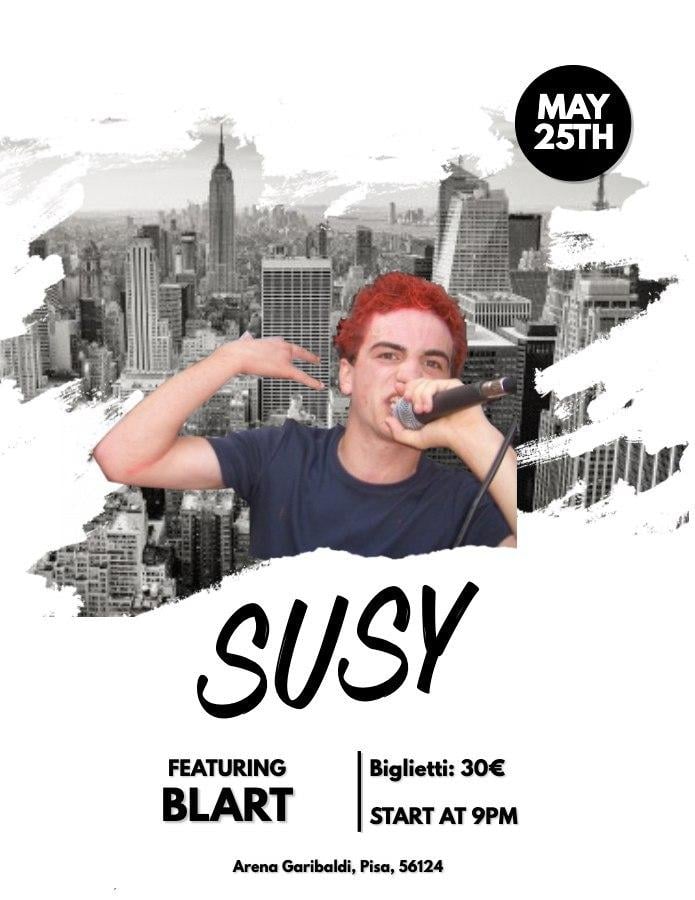 MAY
25TH
SUSY
FEATURING
BLART
Biglietti: 30€
START AT 9PM
Arena Garibaldi, Pisa, 56124